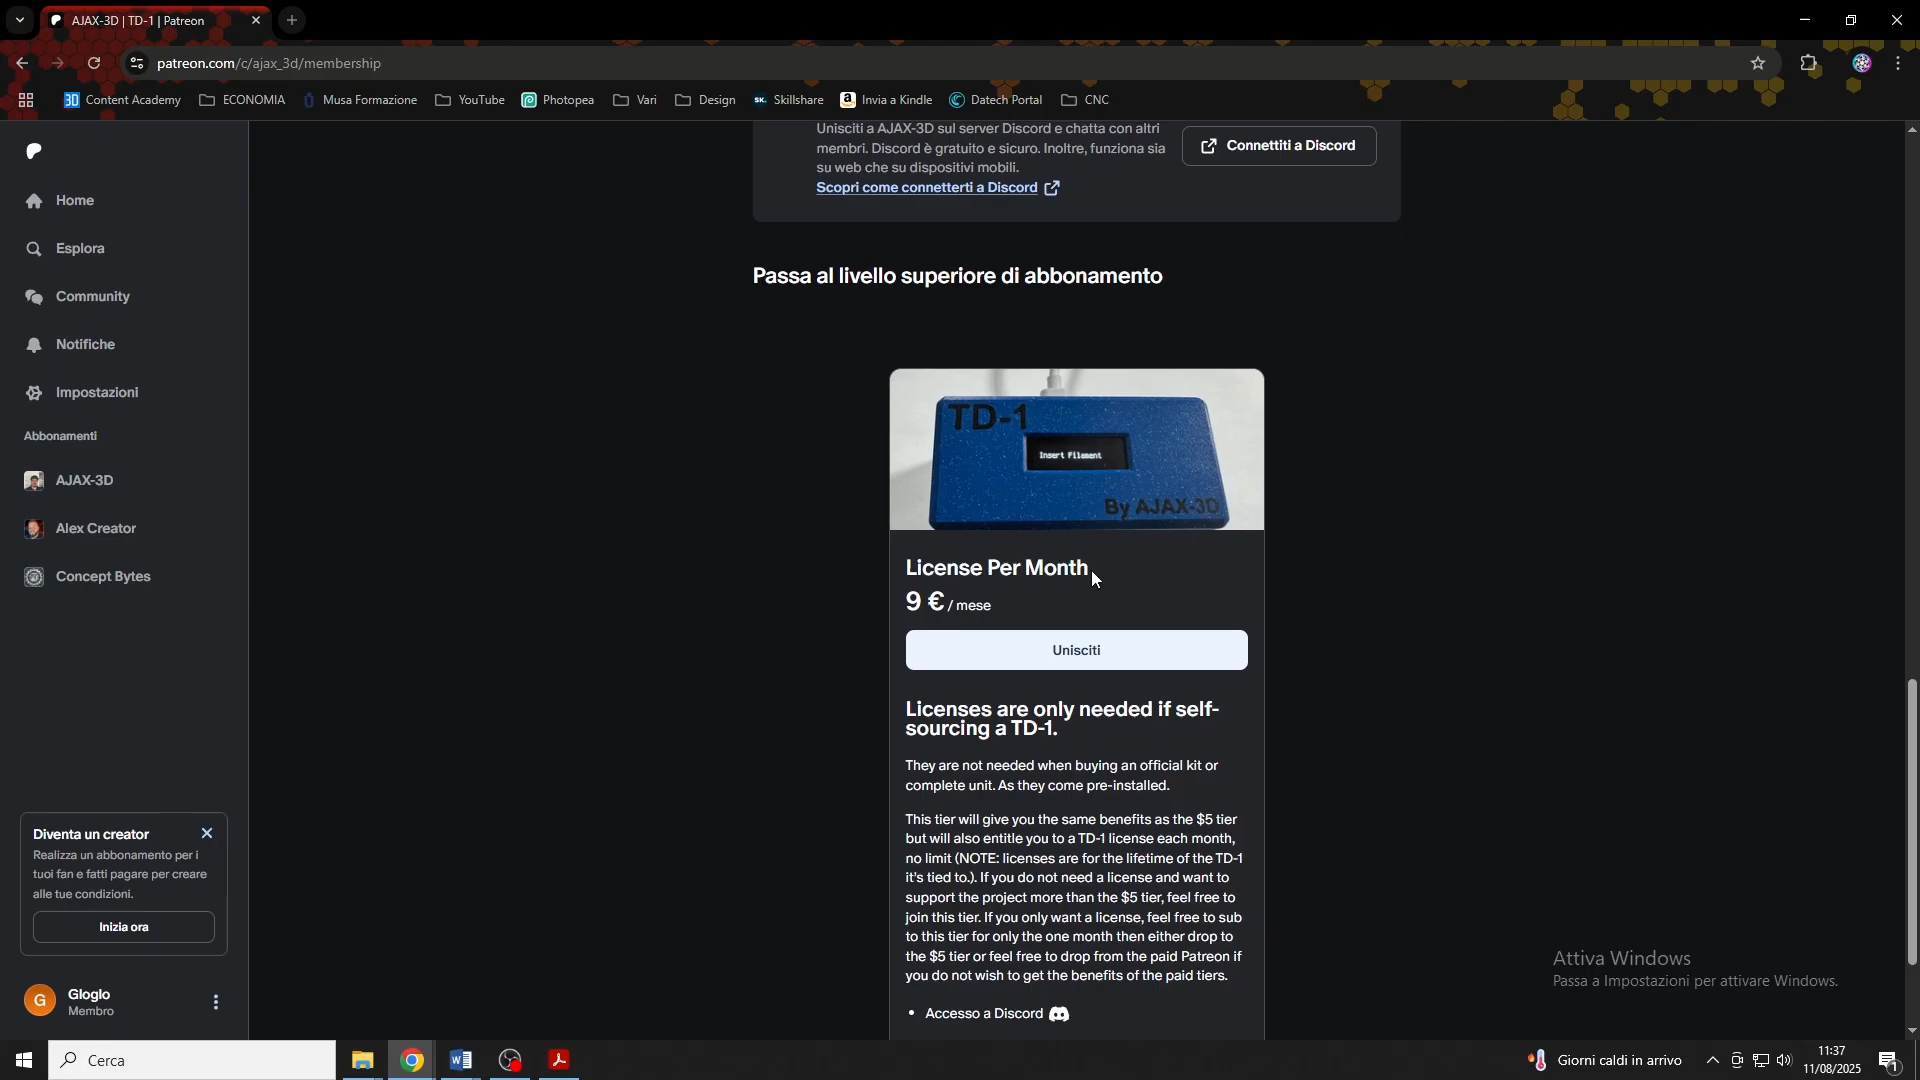 AJAX-3D | TD-1 | Patreon
patreon.com/c/ajax_3d/membership
Content Academy
ECONOMIA
Musa Formazione
YouTube
Photopea
Vari
Design
Skillshare
Invia a Kindle
Datech Portal
CNC
Home
Esplora
Community
Notifiche
Impostazioni
Abbonamenti
AJAX-3D
Alex Creator
Concept Bytes
Diventa un creator
Realizza un abbonamento per i
tuoi fan e fatti pagare per creare
alle tue condizioni.
Inizia ora
G
Gloglo
Membro
Unisciti a AJAX-3D sul server Discord e chatta con altri
membri. Discord è gratuito e sicuro. Inoltre, funziona sia
su web che su dispositivi mobili.
Scopri come connetterti a Discord
Connettiti a Discord
Passa al livello superiore di abbonamento
TD-1
Insert Filament
By AJAX-3D
License Per Month
9 € / mese
Unisciti
Licenses are only needed if self-
sourcing a TD-1.
They are not needed when buying an official kit or
complete unit. As they come pre-installed.
This tier will give you the same benefits as the $5 tier
but will also entitle you to a TD-1 license each month,
no limit (NOTE: licenses are for the lifetime of the TD-1
it's tied to.). If you do not need a license and want to
support the project more than the $5 tier, feel free to
join this tier. If you only want a license, feel free to sub
to this tier for only the one month then either drop to
the $5 tier or feel free to drop from the paid Patreon if
you do not wish to get the benefits of the paid tiers.
• Accesso a Discord
Attiva Windows
Passa a Impostazioni per attivare Windows.
Cerca
Giorni caldi in arrivo
11:37
11/08/2025
1